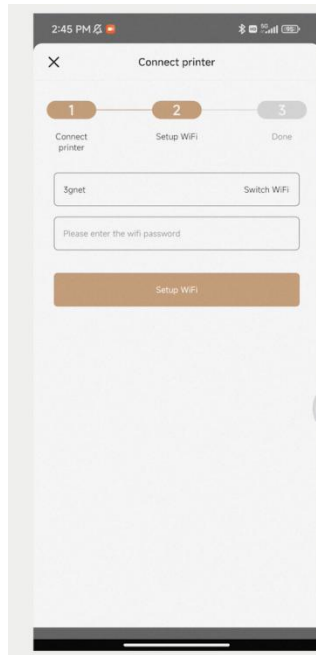 2:45 PM
Connect printer
1
2
3
Connect
printer
Setup WiFi
Done
3gnet
Switch WiFi
Please enter the wifi password
Setup WiFi